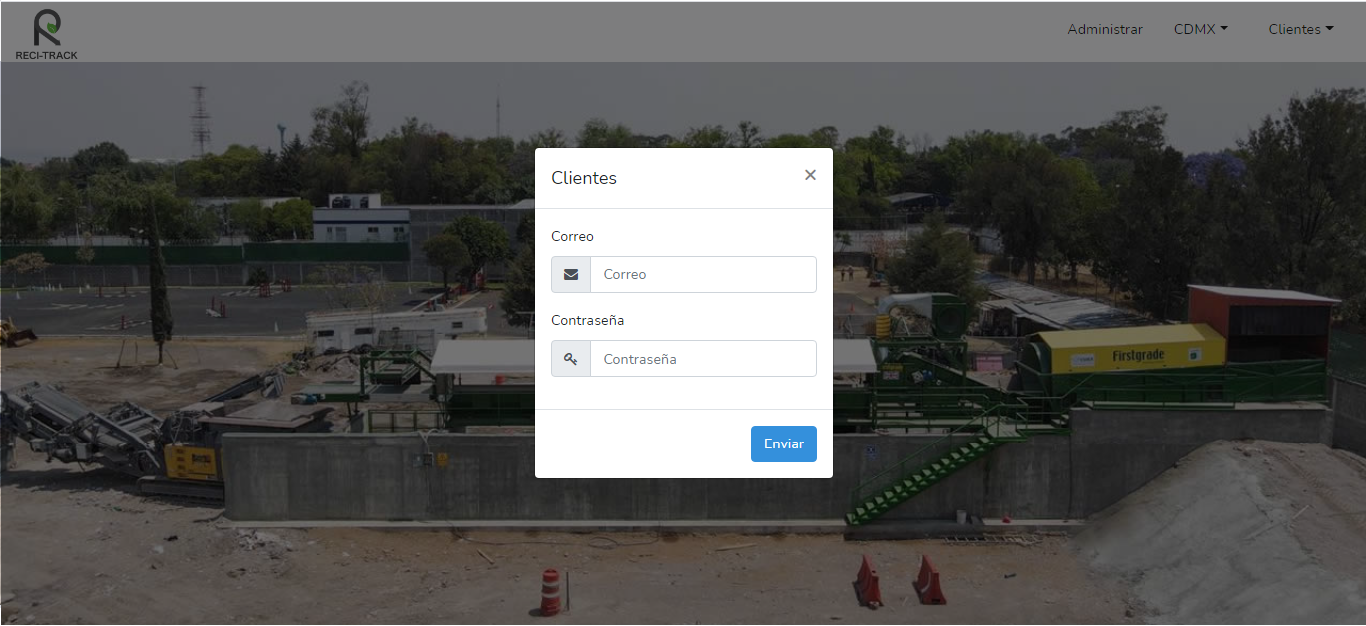 RECI-TRACK
Administrar
CDMX
Clientes
Clientes
×
Correo
Correo
Contraseña
Contraseña
Enviar
Firstgrade